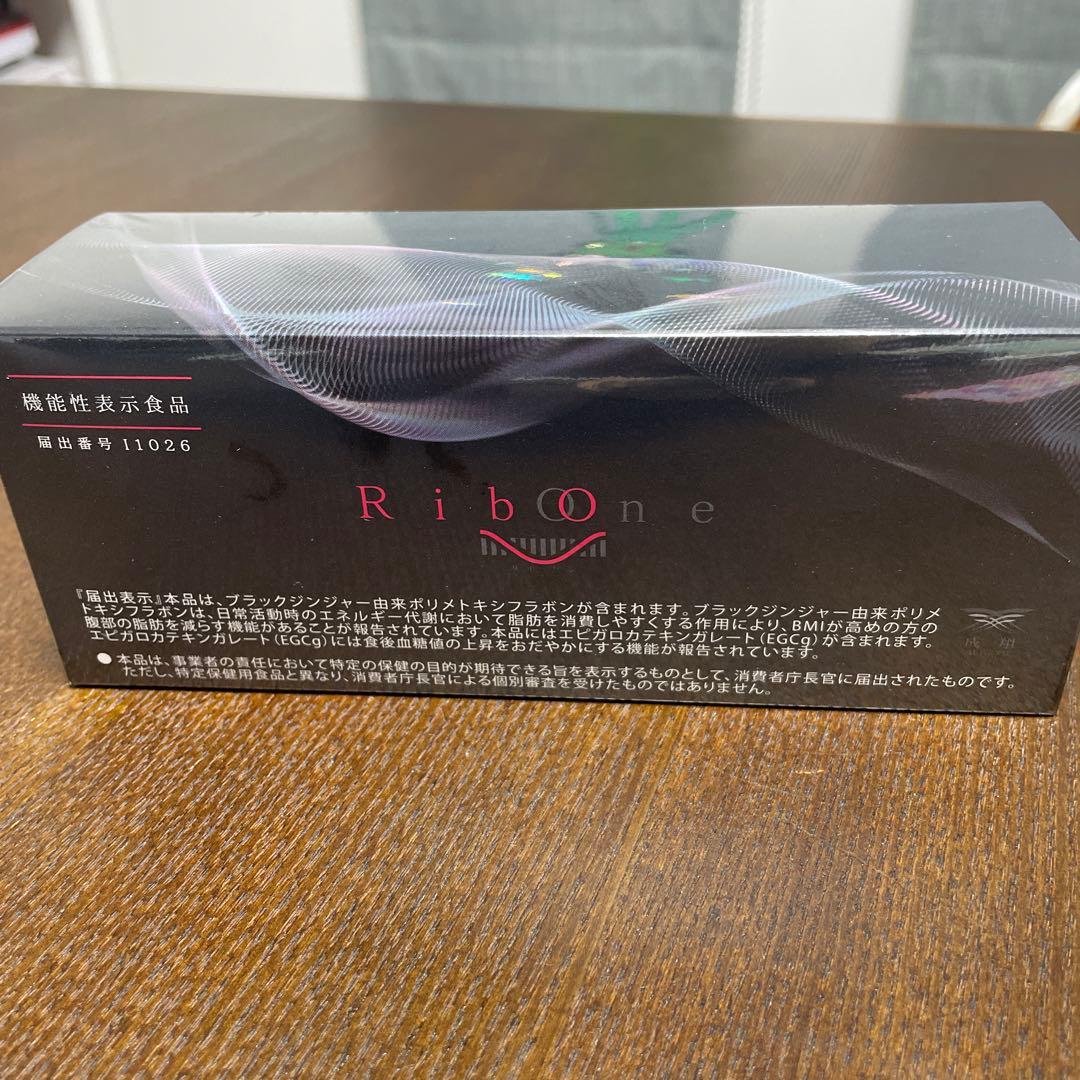 機能性表示食品
届出番号 I1026
RibOOne
『届出表示』本品は、ブラックジンジャー由来ポリメトキシフラボンが含まれます。ブラックジンジャー由来ポリメ
トキシフラボンは、日常活動時のエネルギー代謝において脂肪を消費しやすくする作用により、BMIが高めの方の
腹部の脂肪を減らす機能があることが報告されています。本品にはエピガロカテキンガレート(EGCg)が含まれます。
エピガロカテキンガレート(EGCg)には食後血糖値の上昇をおだやかにする機能が報告されています。
● 本品は、事業者の責任において特定の保健の目的が期待できる旨を表示するものとして、消費者庁長官に届出されたものです。
ただし、特定保健用食品と異なり、消費者庁長官による個別審査を受けたものではありません。
成翔